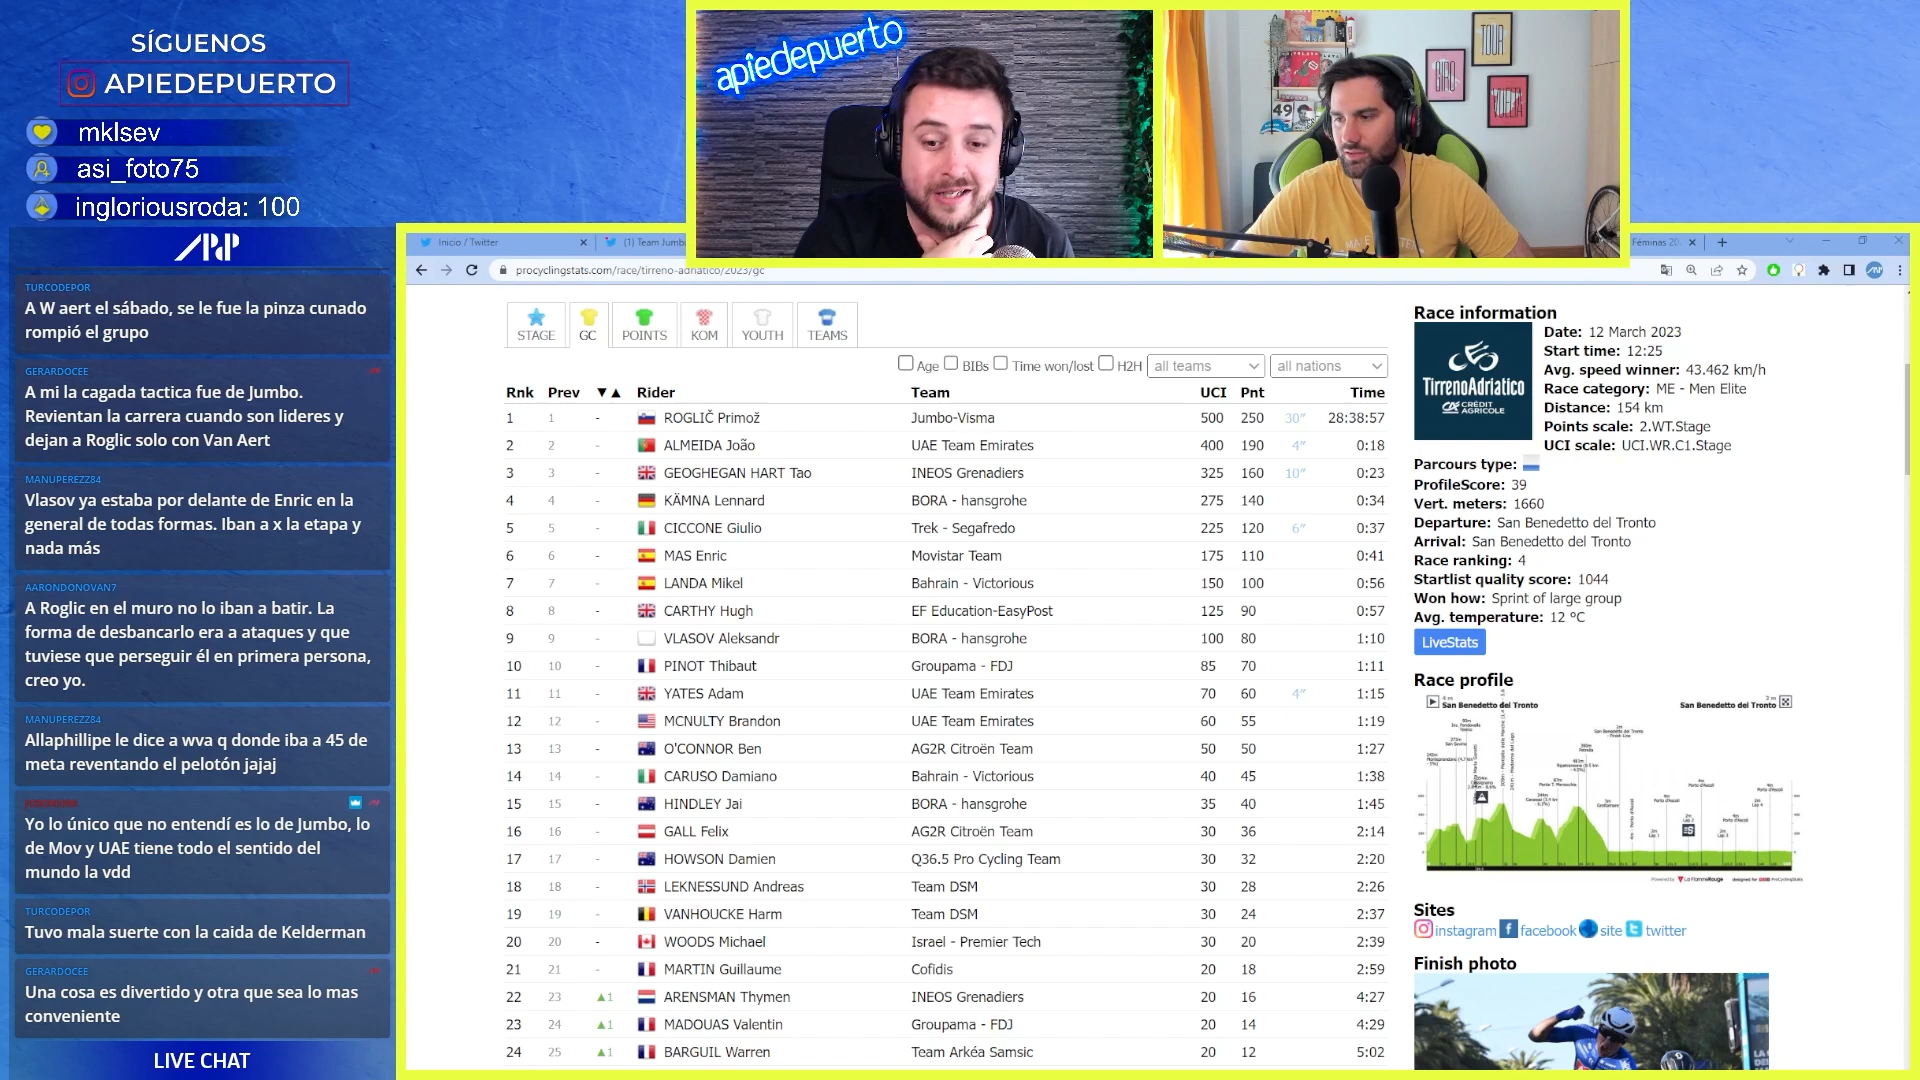 SÍGUENOS
APIEDEPUERTO
mklsev
asi_foto75
ingloriousroda: 100
TURCODEPOR
A W aert el sábado, se le fue la pinza cunado
rompió el grupo
GERARDOCEE
A mi la cagada tactica fue de Jumbo.
Revientan la carrera cuando son lideres y
dejan a Roglic solo con Van Aert
MANUPEREZZ84
Vlasov ya estaba por delante de Enric en la
general de todas formas. Iban a x la etapa y
nada más
AARONDONOVAN7
A Roglic en el muro no lo iban a batir. La
forma de desbancarlo era a ataques y que
tuviese que perseguir él en primera persona,
creo yo.
MANUPEREZZ84
Allaphillipe le dice a wva q donde iba a 45 de
meta reventando el pelotón jajaj
Yo lo único que no entendí es lo de Jumbo, lo
de Mov y UAE tiene todo el sentido del
mundo la vdd
TURCODEPOR
Tuvo mala suerte con la caida de Kelderman
GERARDOCEE
Una cosa es divertido y otra que sea lo mas
conveniente
LIVE CHAT
apiedepuerto
TOUR
GIRO
VUELTA
49
Inicio / Twitter
(1) Team Jumbo
Féminas 20
procyclingstats.com/race/tirreno-adriatico/2023/gc
STAGE GC POINTS KOM YOUTH TEAMS
Age BIBs Time won/lost H2H all teams all nations
Rnk Prev ▼▲ Rider Team UCI Pnt Time
1 1 - ROGLIČ Primož Jumbo-Visma 500 250 30″ 28:38:57
2 2 - ALMEIDA João UAE Team Emirates 400 190 4″ 0:18
3 3 - GEOGHEGAN HART Tao INEOS Grenadiers 325 160 10″ 0:23
4 4 - KÄMNA Lennard BORA - hansgrohe 275 140 0:34
5 5 - CICCONE Giulio Trek - Segafredo 225 120 6″ 0:37
6 6 - MAS Enric Movistar Team 175 110 0:41
7 7 - LANDA Mikel Bahrain - Victorious 150 100 0:56
8 8 - CARTHY Hugh EF Education-EasyPost 125 90 0:57
9 9 - VLASOV Aleksandr BORA - hansgrohe 100 80 1:10
10 10 - PINOT Thibaut Groupama - FDJ 85 70 1:11
11 11 - YATES Adam UAE Team Emirates 70 60 4″ 1:15
12 12 - MCNULTY Brandon UAE Team Emirates 60 55 1:19
13 13 - O'CONNOR Ben AG2R Citroën Team 50 50 1:27
14 14 - CARUSO Damiano Bahrain - Victorious 40 45 1:38
15 15 - HINDLEY Jai BORA - hansgrohe 35 40 1:45
16 16 - GALL Felix AG2R Citroën Team 30 36 2:14
17 17 - HOWSON Damien Q36.5 Pro Cycling Team 30 32 2:20
18 18 - LEKNESSUND Andreas Team DSM 30 28 2:26
19 19 - VANHOUCKE Harm Team DSM 30 24 2:37
20 20 - WOODS Michael Israel - Premier Tech 30 20 2:39
21 21 - MARTIN Guillaume Cofidis 20 18 2:59
22 23 ▲1 ARENSMAN Thymen INEOS Grenadiers 20 16 4:27
23 24 ▲1 MADOUAS Valentin Groupama - FDJ 20 14 4:29
24 25 ▲1 BARGUIL Warren Team Arkéa Samsic 20 12 5:02
Race information
TirrenoAdriatico
CRÉDIT
AGRICOLE
Date: 12 March 2023
Start time: 12:25
Avg. speed winner: 43.462 km/h
Race category: ME - Men Elite
Distance: 154 km
Points scale: 2.WT.Stage
UCI scale: UCI.WR.C1.Stage
Parcours type:
ProfileScore: 39
Vert. meters: 1660
Departure: San Benedetto del Tronto
Arrival: San Benedetto del Tronto
Race ranking: 4
Startlist quality score: 1044
Won how: Sprint of large group
Avg. temperature: 12 °C
LiveStats
Race profile
San Benedetto del Tronto
San Benedetto del Tronto
Sites
instagram facebook site twitter
Finish photo